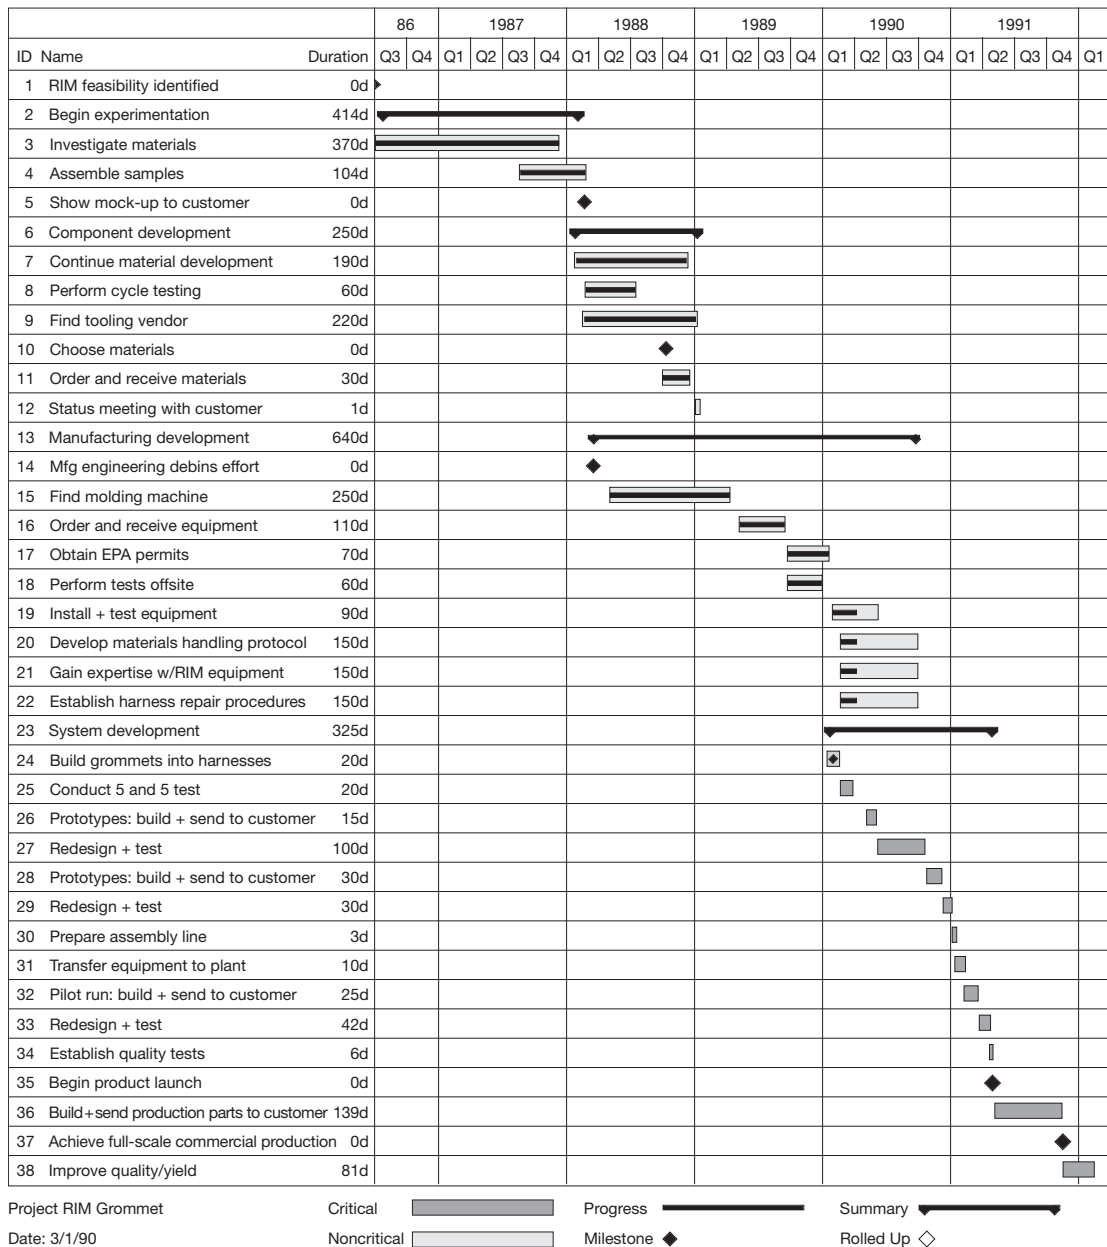 86 1987 1988 1989 1990 1991
ID Name Duration Q3 Q4 Q1 Q2 Q3 Q4 Q1 Q2 Q3 Q4 Q1 Q2 Q3 Q4 Q1 Q2 Q3 Q4 Q1 Q2 Q3 Q4 Q1
1 RIM feasibility identified 0d
2 Begin experimentation 414d
3 Investigate materials 370d
4 Assemble samples 104d
5 Show mock-up to customer 0d
6 Component development 250d
7 Continue material development 190d
8 Perform cycle testing 60d
9 Find tooling vendor 220d
10 Choose materials 0d
11 Order and receive materials 30d
12 Status meeting with customer 1d
13 Manufacturing development 640d
14 Mfg engineering debins effort 0d
15 Find molding machine 250d
16 Order and receive equipment 110d
17 Obtain EPA permits 70d
18 Perform tests offsite 60d
19 Install + test equipment 90d
20 Develop materials handling protocol 150d
21 Gain expertise w/RIM equipment 150d
22 Establish harness repair procedures 150d
23 System development 325d
24 Build grommets into harnesses 20d
25 Conduct 5 and 5 test 20d
26 Prototypes: build + send to customer 15d
27 Redesign + test 100d
28 Prototypes: build + send to customer 30d
29 Redesign + test 30d
30 Prepare assembly line 3d
31 Transfer equipment to plant 10d
32 Pilot run: build + send to customer 25d
33 Redesign + test 42d
34 Establish quality tests 6d
35 Begin product launch 0d
36 Build+send production parts to customer 139d
37 Achieve full-scale commercial production 0d
38 Improve quality/yield 81d
Project RIM Grommet Critical Progress Summary
Date: 3/1/90 Noncritical Milestone Rolled Up